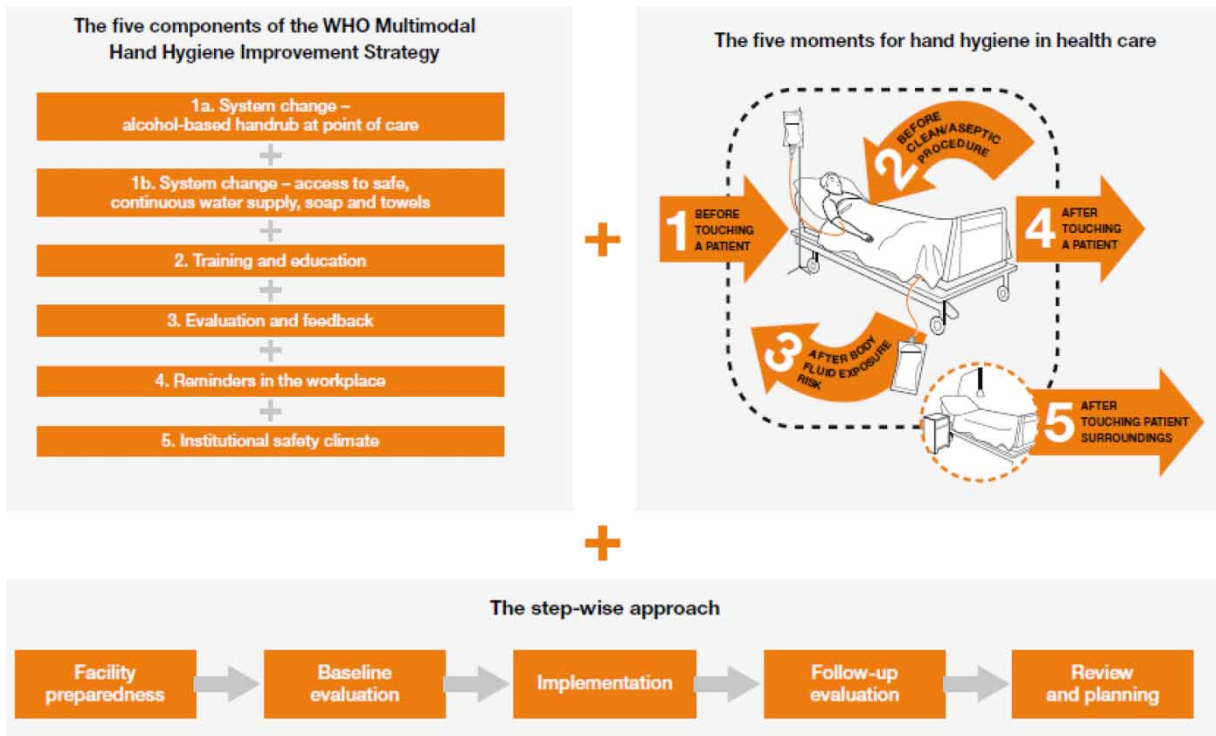 The five components of the WHO Multimodal
Hand Hygiene Improvement Strategy
1a. System change –
alcohol-based handrub at point of care
+
1b. System change – access to safe,
continuous water supply, soap and towels
+
2. Training and education
+
3. Evaluation and feedback
+
4. Reminders in the workplace
+
5. Institutional safety climate
+
The five moments for hand hygiene in health care
1
BEFORE
TOUCHING
A PATIENT
2
BEFORE
CLEAN/ASEPTIC
PROCEDURE
3
AFTER BODY
FLUID EXPOSURE
RISK
4
AFTER
TOUCHING
A PATIENT
5
AFTER
TOUCHING PATIENT
SURROUNDINGS
+
The step-wise approach
Facility
preparedness
Baseline
evaluation
Implementation
Follow-up
evaluation
Review
and planning